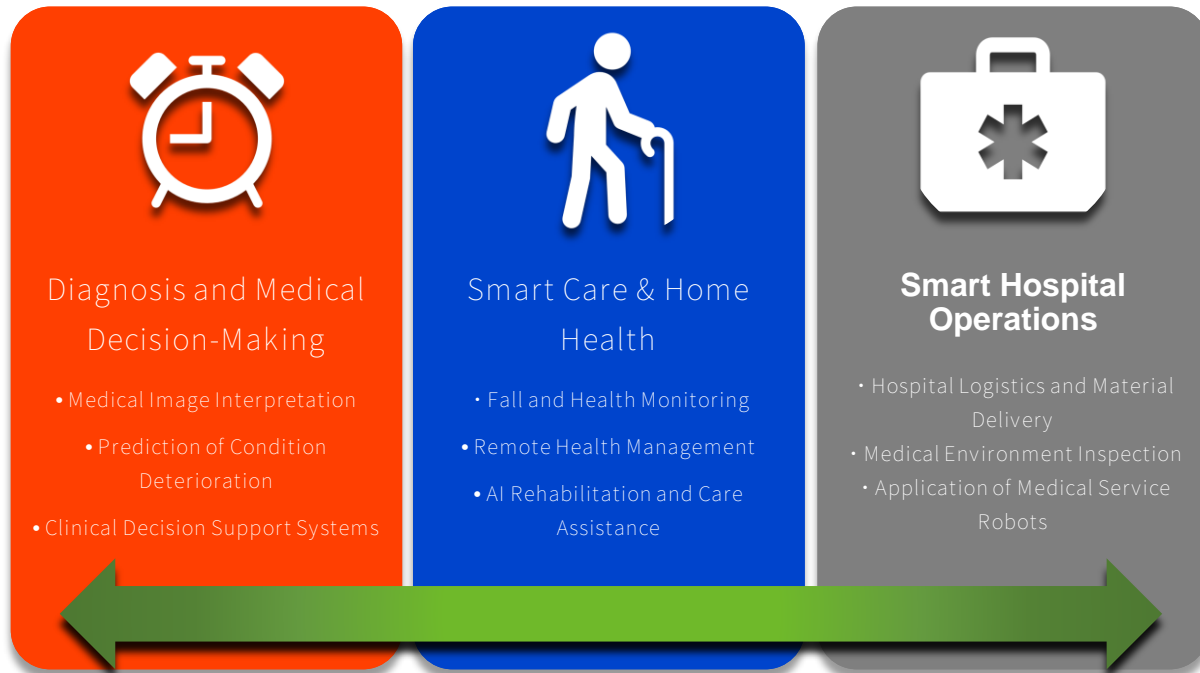 Diagnosis and Medical
Decision-Making
• Medical Image Interpretation
• Prediction of Condition
Deterioration
• Clinical Decision Support Systems
Smart Care & Home
Health
・Fall and Health Monitoring
• Remote Health Management
• AI Rehabilitation and Care
Assistance
Smart Hospital
Operations
・Hospital Logistics and Material
Delivery
・Medical Environment Inspection
・Application of Medical Service
Robots